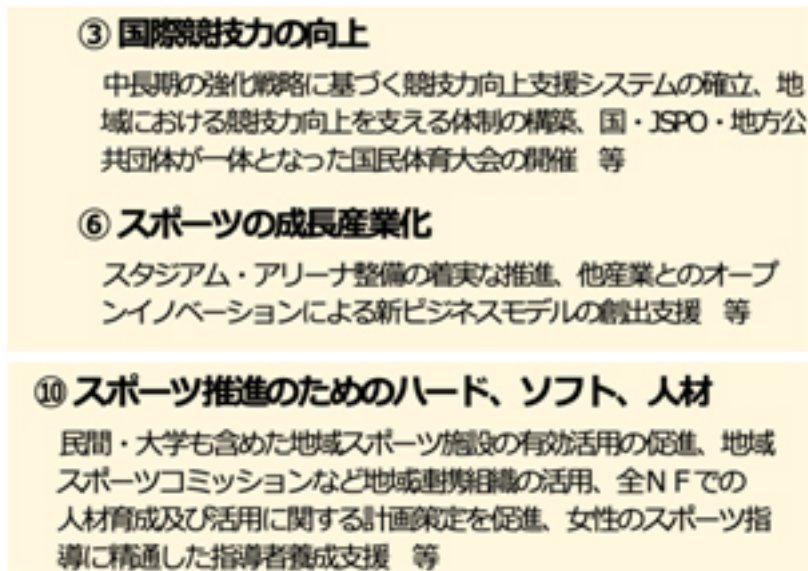 ③ 国際競技力の向上
中長期の強化戦略に基づく競技力向上支援システムの確立、地
域における競技力向上を支える体制の構築、国・JSPO・地方公
共団体が一体となった国民体育大会の開催　等
⑥ スポーツの成長産業化
スタジアム・アリーナ整備の着実な推進、他産業とのオープ
ンイノベーションによる新ビジネスモデルの創出支援　等
⑩ スポーツ推進のためのハード、ソフト、人材
民間・大学も含めた地域スポーツ施設の有効活用の促進、地域
スポーツコミッションなど地域連携組織の活用、全ＮＦでの
人材育成及び活用に関する計画策定を促進、女性のスポーツ指
導に精通した指導者養成支援　等